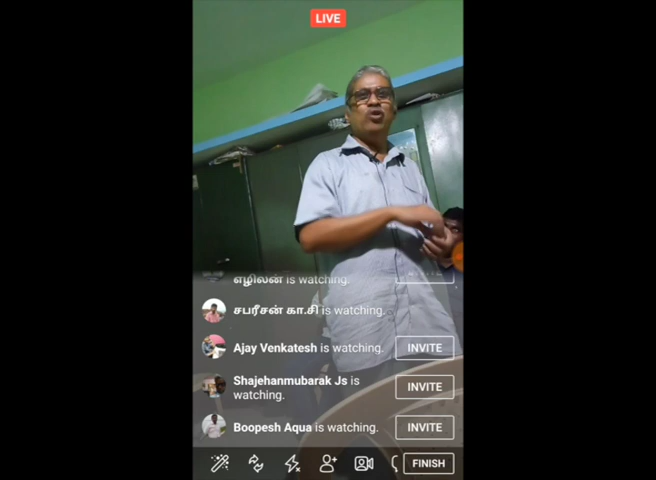 LIVE
எழிலன் is watching.
சபரீசன் கா.சி is watching.
Ajay Venkatesh is watching.
INVITE
Shajehanmubarak Js is
watching.
INVITE
Boopesh Aqua is watching.
INVITE
FINISH